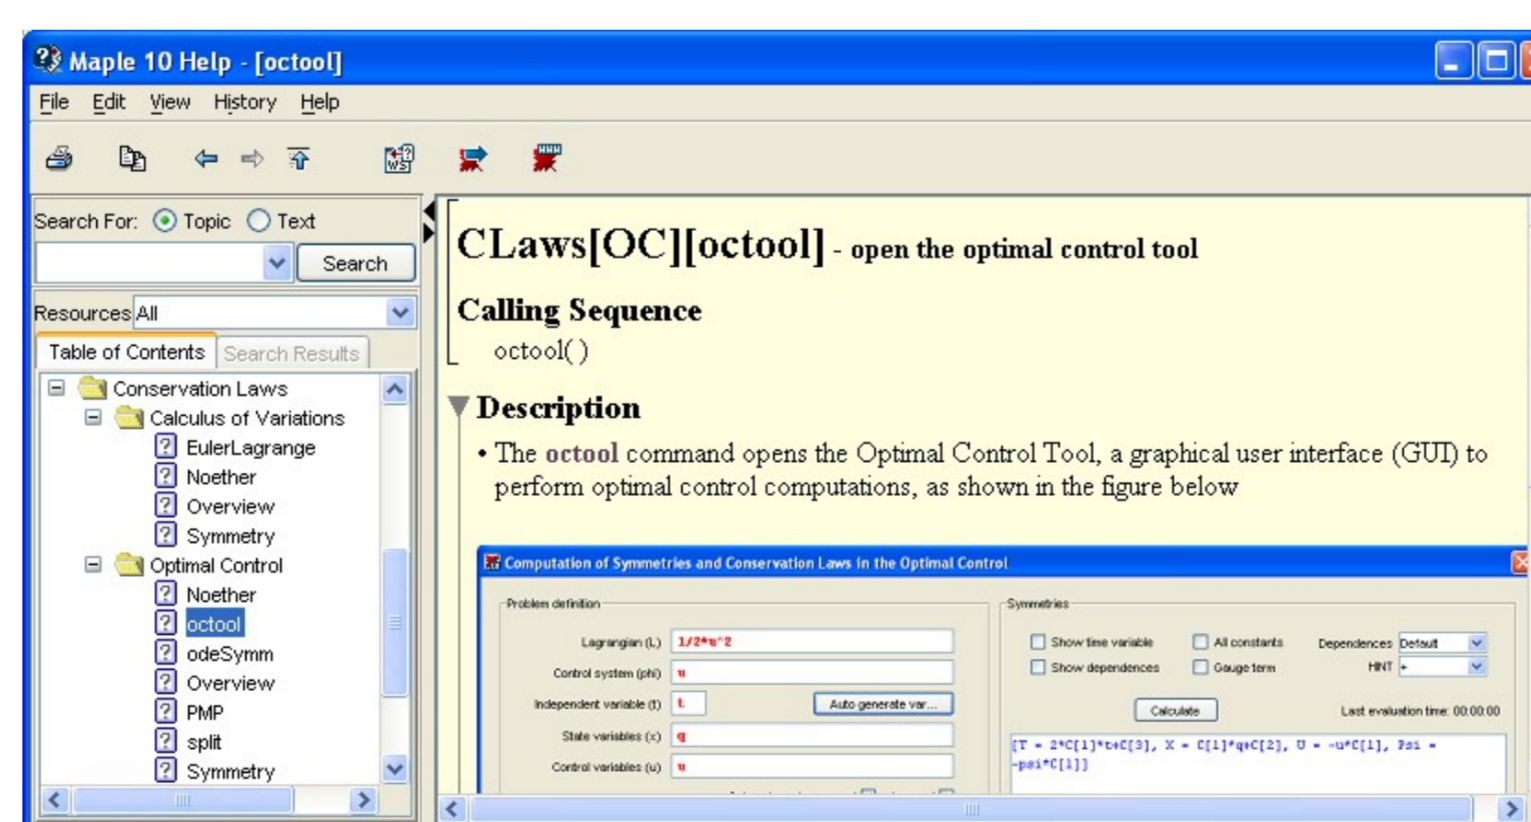 Maple 10 Help - [octool]
File Edit View History Help
Search For: Topic Text
Search
Resources All
Table of Contents Search Results
Conservation Laws
Calculus of Variations
EulerLagrange
Noether
Overview
Symmetry
Optimal Control
Noether
octool
odeSymm
Overview
PMP
split
Symmetry
CLaws[OC][octool] - open the optimal control tool
Calling Sequence
octool( )
Description
• The octool command opens the Optimal Control Tool, a graphical user interface (GUI) to
perform optimal control computations, as shown in the figure below
Computation of Symmetries and Conservation Laws in the Optimal Control
Problem definition
Lagrangian (L) 1/2*u^2
Control system (phi) u
Independent variable (t) t Auto generate var...
State variables (x) q
Control variables (u) u
Symmetries
Show time variable All constants Dependences Default
Show dependences Gauge term HINT +
Calculate Last evaluation time: 00:00:00
[T = 2*C[1]*t+C[3], X = C[1]*q+C[2], U = -u*C[1], Psi =
-psi*C[1]]